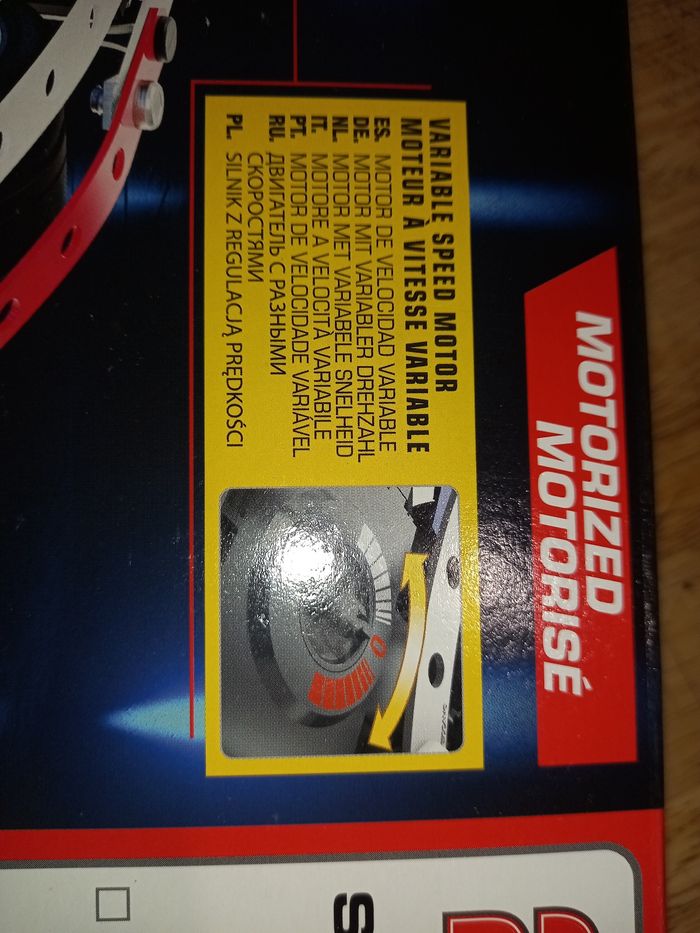 MOTORIZED
MOTORISÉ
VARIABLE SPEED MOTOR
MOTEUR À VITESSE VARIABLE
ES. MOTOR DE VELOCIDAD VARIABLE
DE. MOTOR MIT VARIABLER DREHZAHL
NL. MOTOR MET VARIABELE SNELHEID
IT. MOTORE A VELOCITÀ VARIABILE
PT. MOTOR DE VELOCIDADE VARIÁVEL
RU. ДВИГАТЕЛЬ С РАЗНЫМИ
СКОРОСТЯМИ
PL. SILNIK Z REGULACJĄ PRĘDKOŚCI
0
S